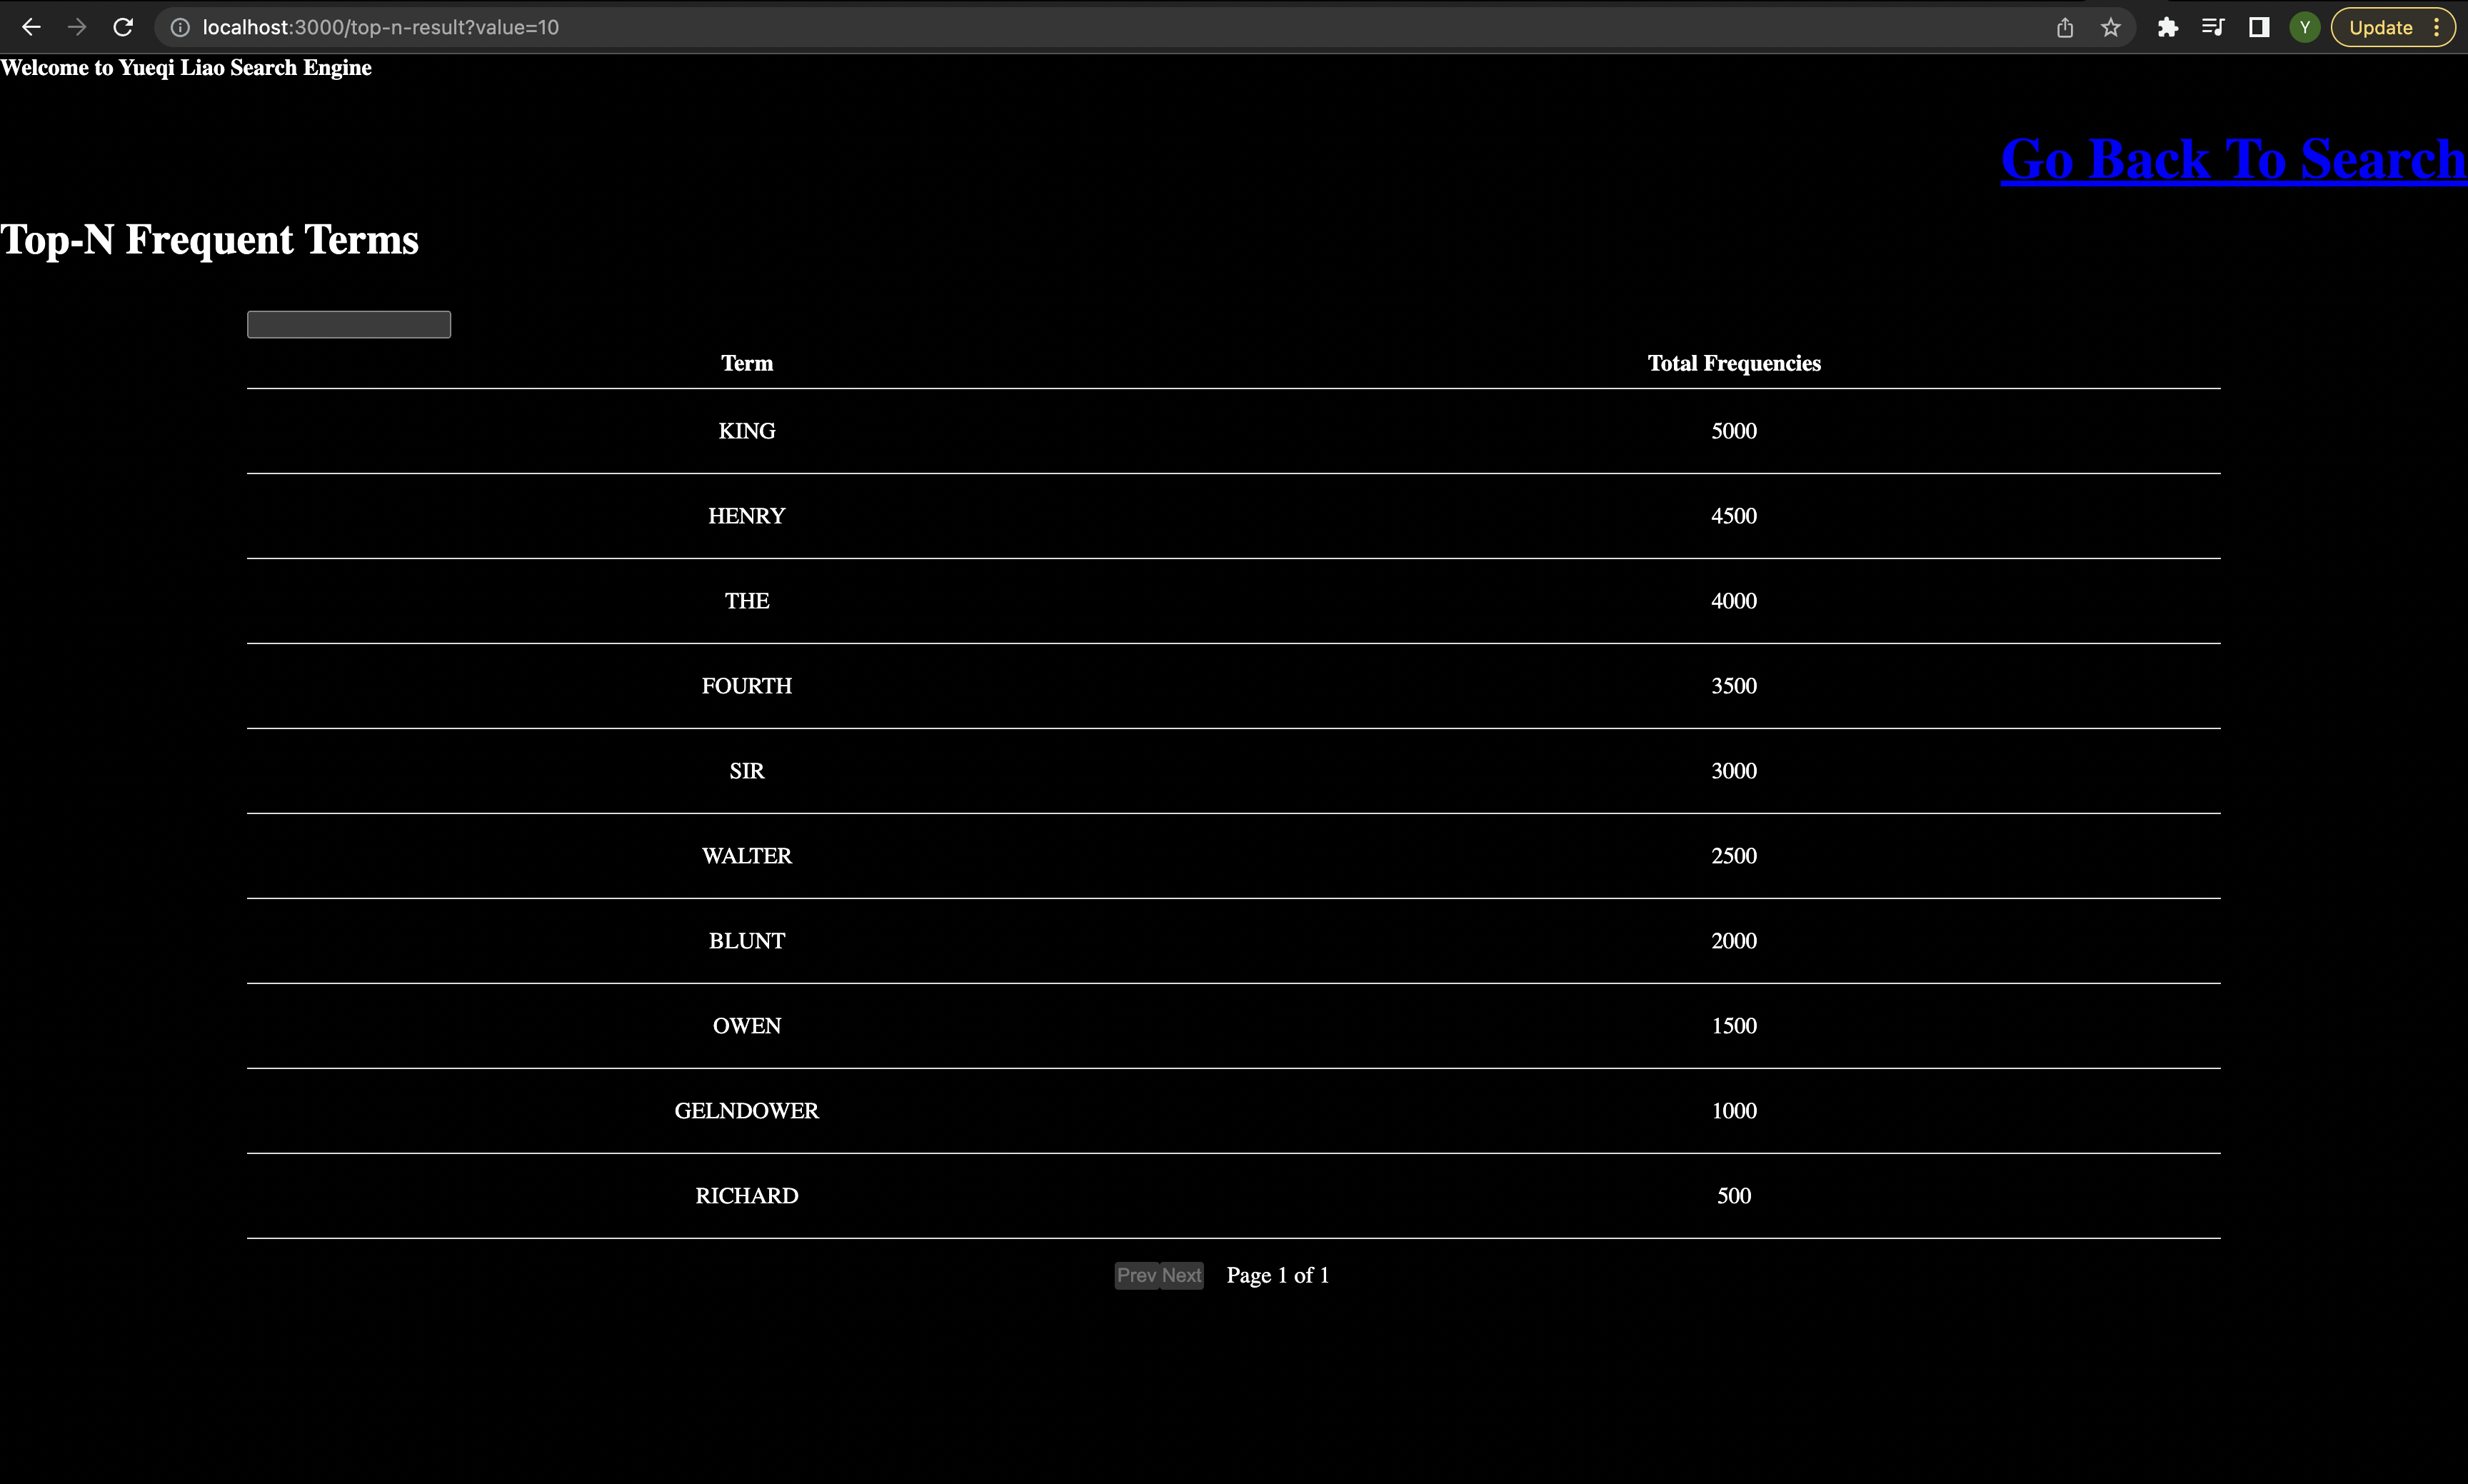 localhost:3000/top-n-result?value=10
Y
Update
Welcome to Yueqi Liao Search Engine
Go Back To Search
Top-N Frequent Terms
Term Total Frequencies
KING 5000
HENRY 4500
THE 4000
FOURTH 3500
SIR 3000
WALTER 2500
BLUNT 2000
OWEN 1500
GELNDOWER 1000
RICHARD 500
Prev Next Page 1 of 1